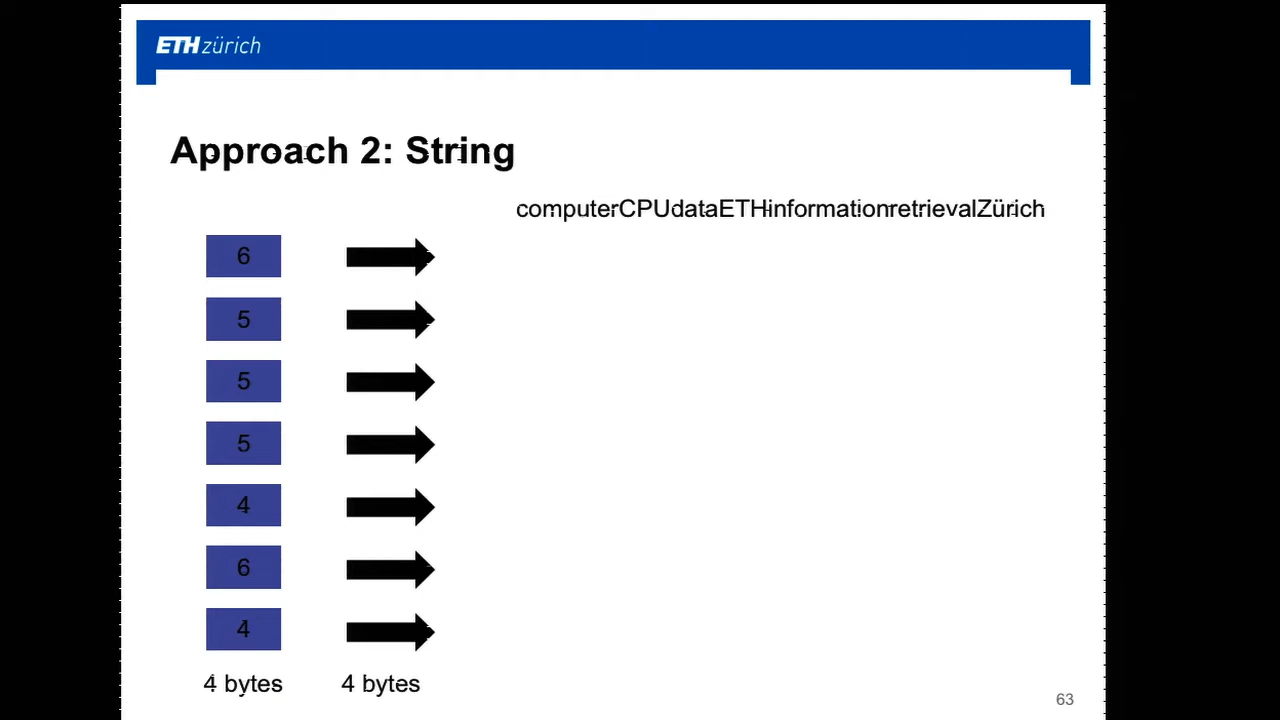 ETH zürich
Approach 2: String
computerCPUdataETHinformationretrievalZürich
6
5
5
5
4
6
4
4 bytes 4 bytes
63